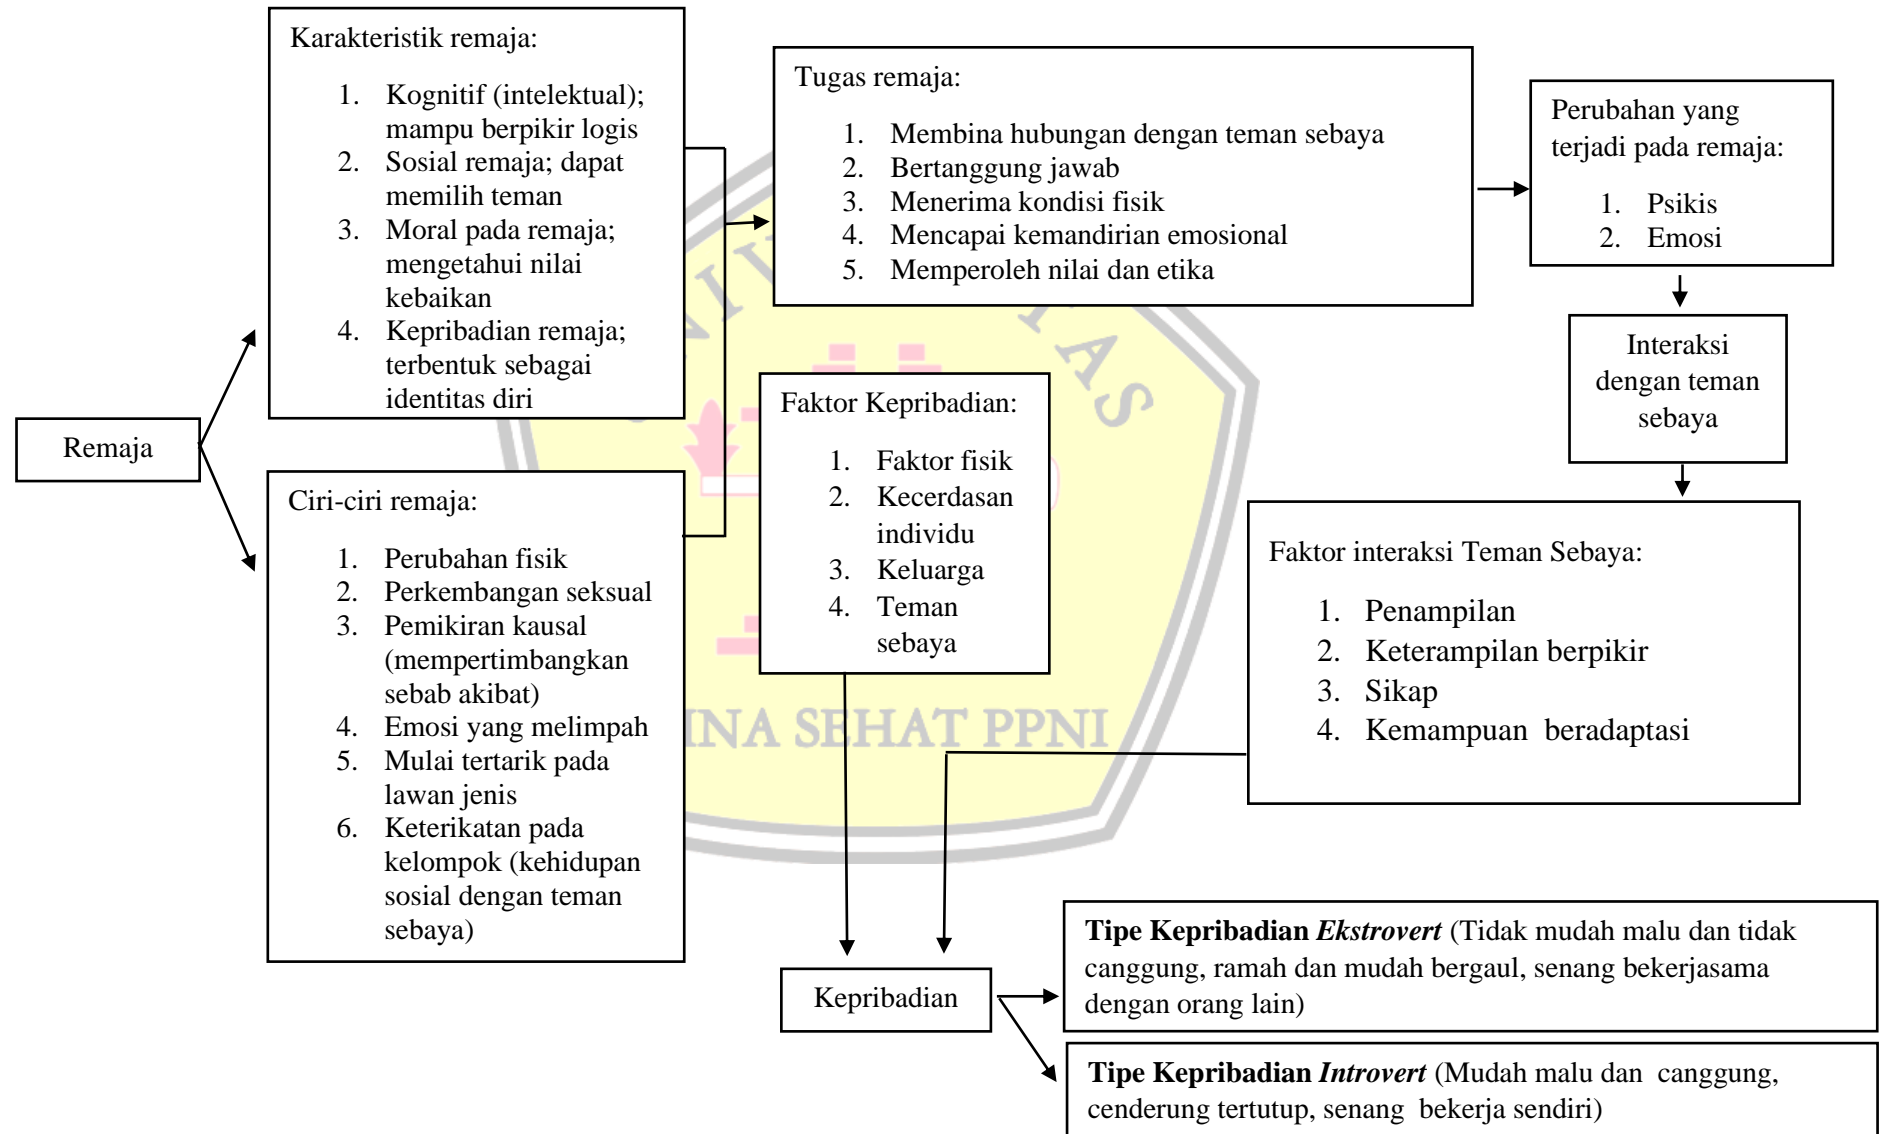 Karakteristik remaja:
1. Kognitif (intelektual);
mampu berpikir logis
2. Sosial remaja; dapat
memilih teman
3. Moral pada remaja;
mengetahui nilai
kebaikan
4. Kepribadian remaja;
terbentuk sebagai
identitas diri
Tugas remaja:
1. Membina hubungan dengan teman sebaya
2. Bertanggung jawab
3. Menerima kondisi fisik
4. Mencapai kemandirian emosional
5. Memperoleh nilai dan etika
Perubahan yang
terjadi pada remaja:
1. Psikis
2. Emosi
Interaksi
dengan teman
sebaya
Remaja
Faktor Kepribadian:
1. Faktor fisik
2. Kecerdasan
individu
3. Keluarga
4. Teman
sebaya
Ciri-ciri remaja:
1. Perubahan fisik
2. Perkembangan seksual
3. Pemikiran kausal
(mempertimbangkan
sebab akibat)
4. Emosi yang melimpah
5. Mulai tertarik pada
lawan jenis
6. Keterikatan pada
kelompok (kehidupan
sosial dengan teman
sebaya)
Faktor interaksi Teman Sebaya:
1. Penampilan
2. Keterampilan berpikir
3. Sikap
4. Kemampuan beradaptasi
SEHAT PPNI
Kepribadian
Tipe Kepribadian Ekstrovert (Tidak mudah malu dan tidak
canggung, ramah dan mudah bergaul, senang bekerjasama
dengan orang lain)
Tipe Kepribadian Introvert (Mudah malu dan canggung,
cenderung tertutup, senang bekerja sendiri)